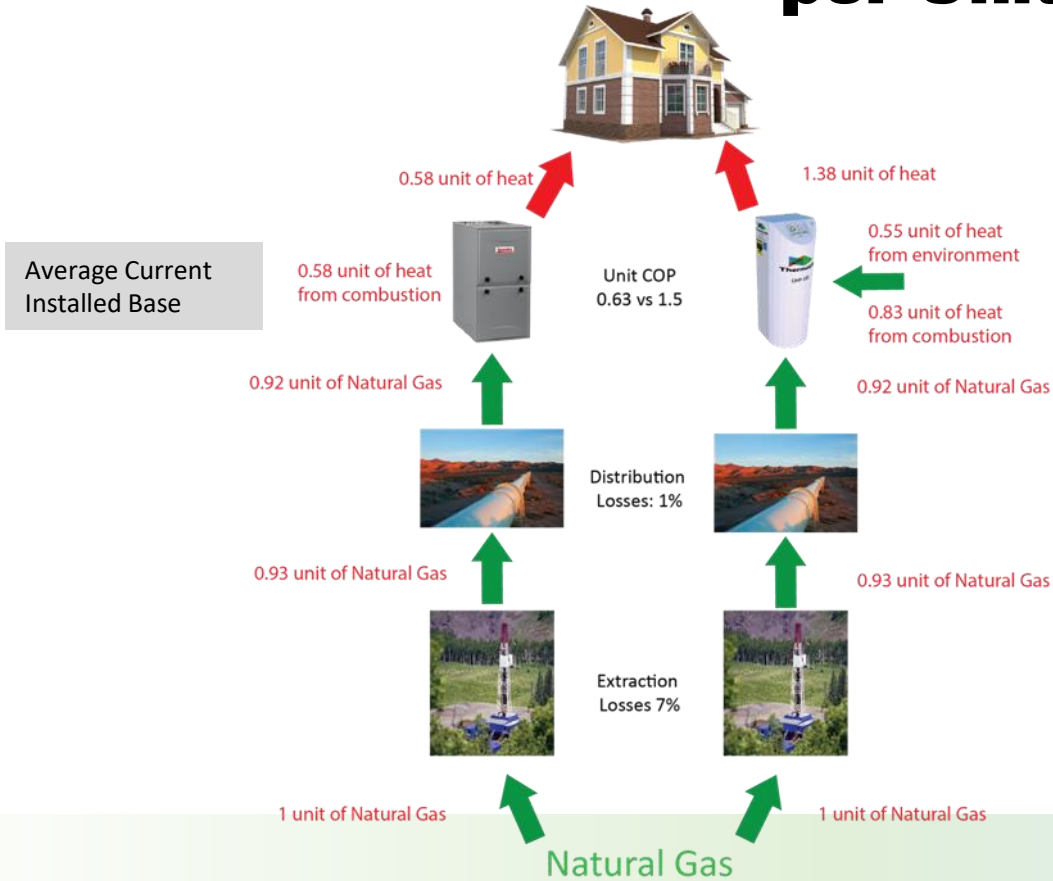 0.58 unit of heat
1.38 unit of heat
Average Current
Installed Base
0.58 unit of heat
from combustion
Unit COP
0.63 vs 1.5
0.55 unit of heat
from environment
0.83 unit of heat
from combustion
0.92 unit of Natural Gas
0.92 unit of Natural Gas
Distribution
Losses: 1%
0.93 unit of Natural Gas
0.93 unit of Natural Gas
Extraction
Losses 7%
1 unit of Natural Gas
1 unit of Natural Gas
Natural Gas